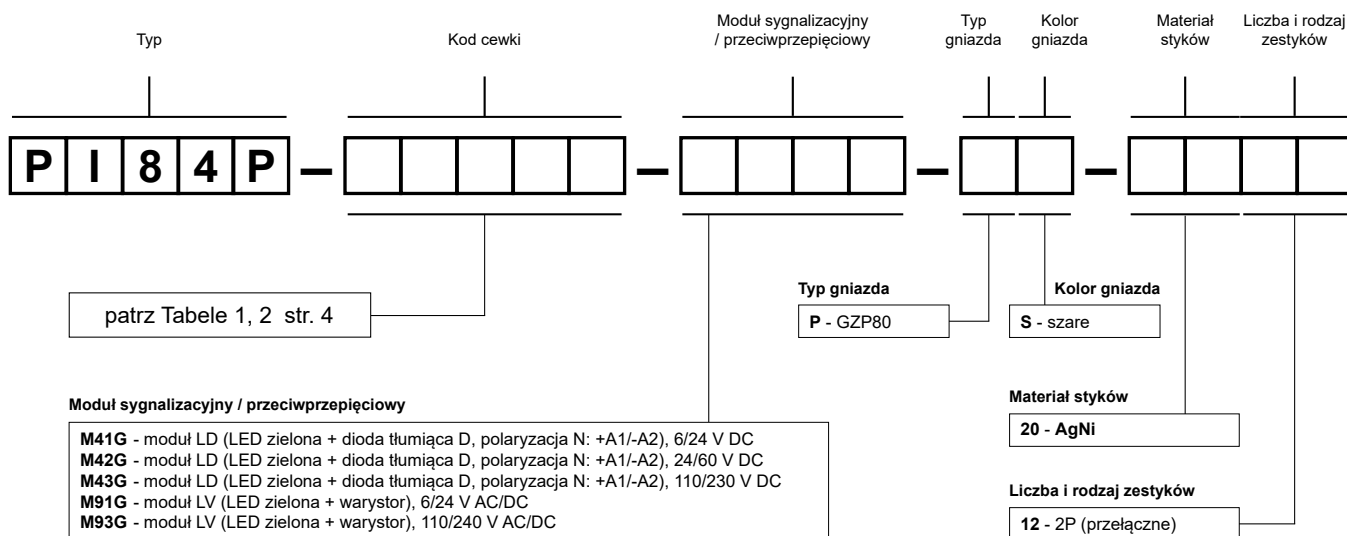 Typ
Kod cewki
Moduł sygnalizacyjny
/ przeciwprzepięciowy
Typ
gniazda
Kolor
gniazda
Materiał
styków
Liczba i rodzaj
zestyków
P I 8 4 P – – – –
patrz Tabele 1, 2 str. 4
Typ gniazda
P - GZP80
Kolor gniazda
S - szare
Moduł sygnalizacyjny / przeciwprzepięciowy
M41G - moduł LD (LED zielona + dioda tłumiąca D, polaryzacja N: +A1/-A2), 6/24 V DC
M42G - moduł LD (LED zielona + dioda tłumiąca D, polaryzacja N: +A1/-A2), 24/60 V DC
M43G - moduł LD (LED zielona + dioda tłumiąca D, polaryzacja N: +A1/-A2), 110/230 V DC
M91G - moduł LV (LED zielona + warystor), 6/24 V AC/DC
M93G - moduł LV (LED zielona + warystor), 110/240 V AC/DC
Materiał styków
20 - AgNi
Liczba i rodzaj zestyków
12 - 2P (przełączne)